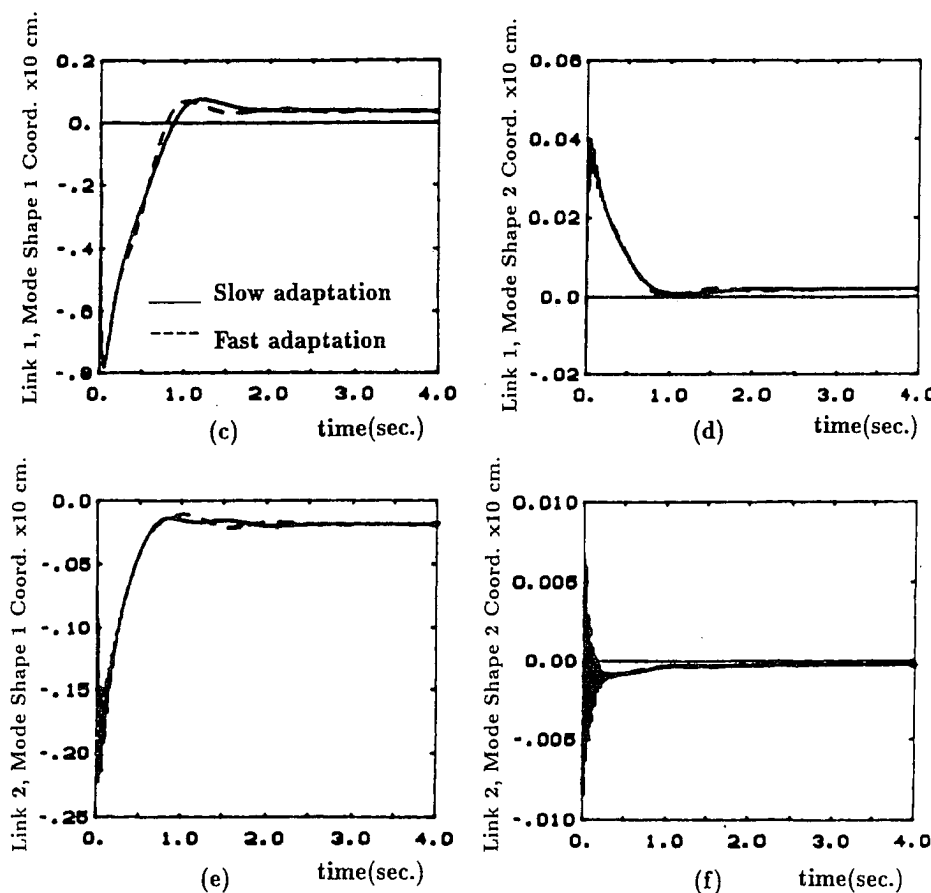 Link 1, Mode Shape 1 Coord. x10 cm.
0.2
0.
-.2
-.4
-.6
-.8
Slow adaptation
Fast adaptation
0. 1.0 2.0 3.0 4.0
(c) time(sec.)
Link 1, Mode Shape 2 Coord. x10 cm.
0.06
0.04
0.02
0.0
-.02
0. 1.0 2.0 3.0 4.0
(d) time(sec.)
Link 2, Mode Shape 1 Coord. x10 cm.
0.0
-.05
-.10
-.15
-.20
-.25
0. 1.0 2.0 3.0 4.0
(e) time(sec.)
Link 2, Mode Shape 2 Coord. x10 cm.
0.010
0.005
0.00
-.005
-.010
0. 1.0 2.0 3.0 4.0
(f) time(sec.)